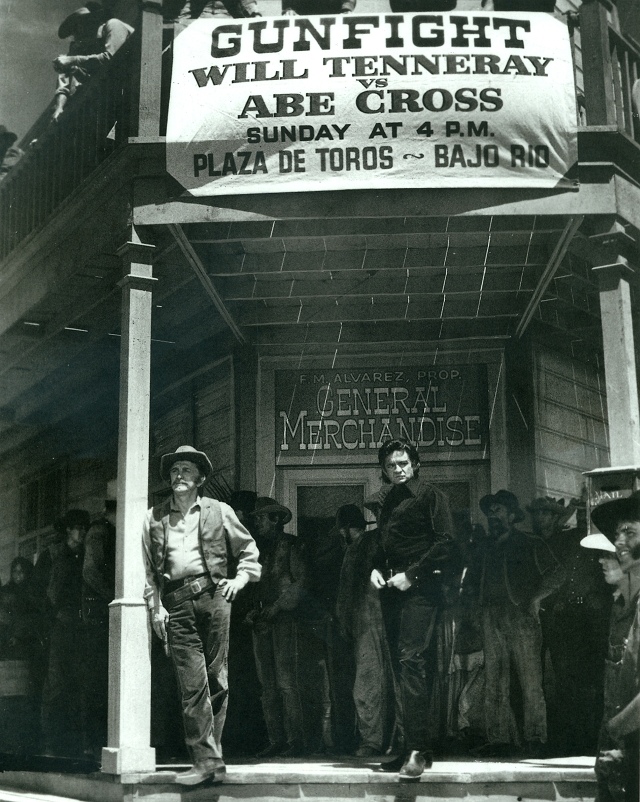 GUNFIGHT
WILL TENNERAY
VS
ABE CROSS
SUNDAY AT 4 P.M.
PLAZA DE TOROS ~ BAJO RIO
F. M. ALVAREZ, PROP.
GENERAL
MERCHANDISE